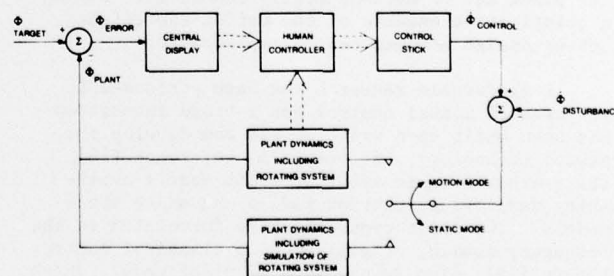 Φ
TARGET
+
Σ
Φ
ERROR
CENTRAL
DISPLAY
HUMAN
CONTROLLER
CONTROL
STICK
Φ
CONTROL
Φ
PLANT
+
Σ
+
Φ
DISTURBANCE
PLANT DYNAMICS
INCLUDING
ROTATING SYSTEM
MOTION MODE
STATIC MODE
PLANT DYNAMICS
INCLUDING
SIMULATION OF
ROTATING SYSTEM